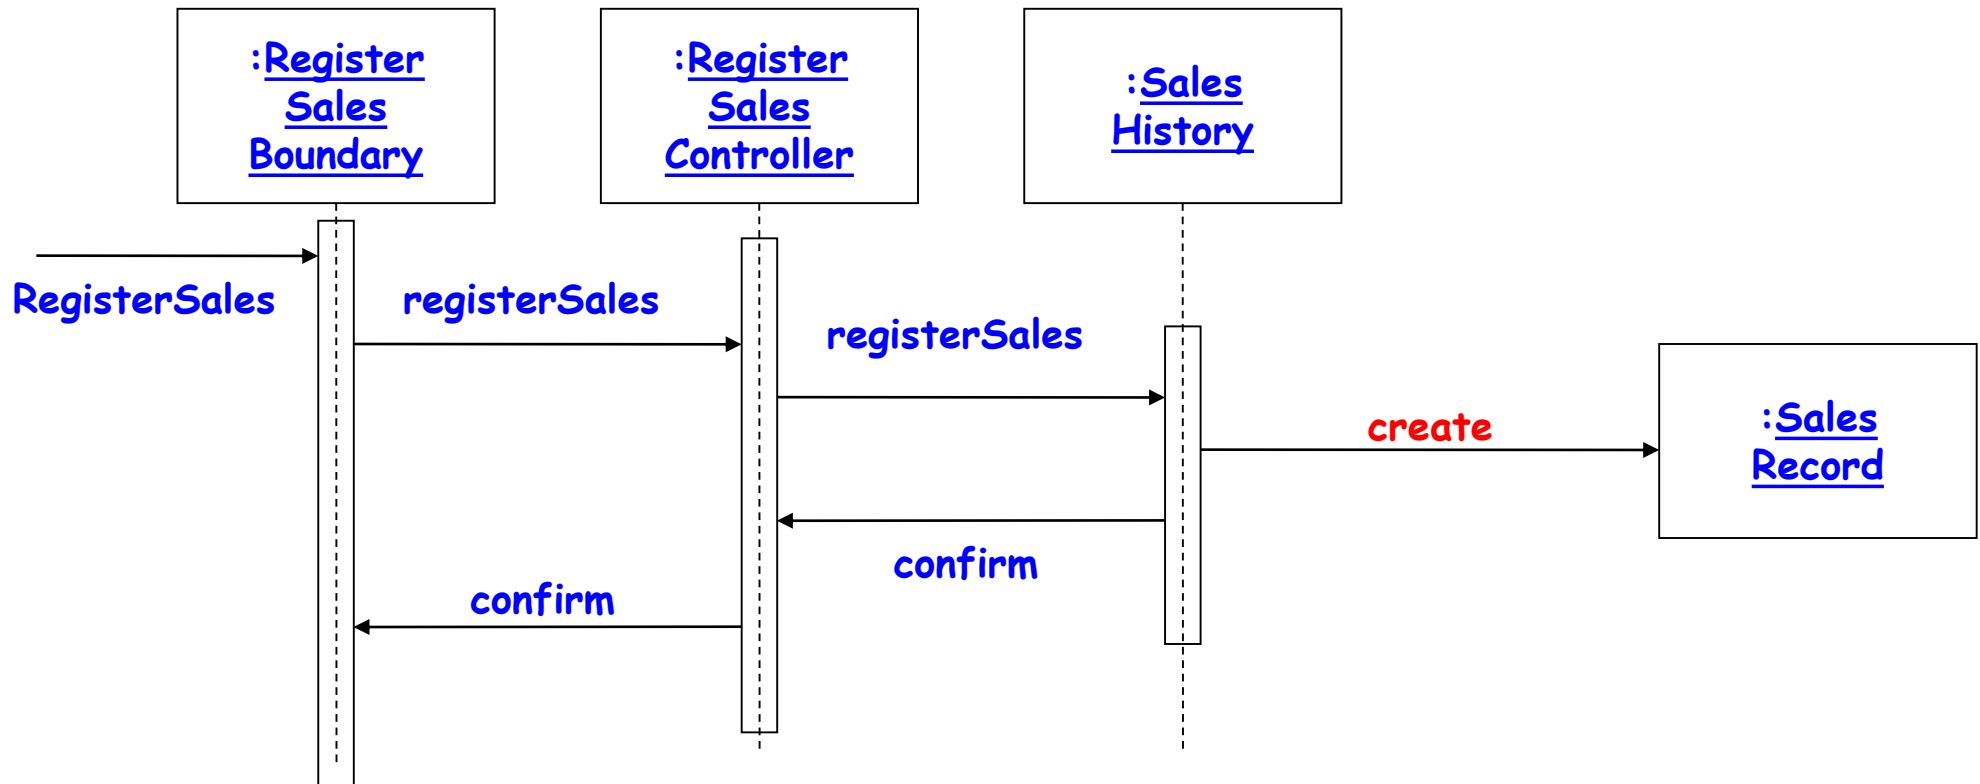 :Register
Sales
Boundary
:Register
Sales
Controller
:Sales
History
RegisterSales
registerSales
registerSales
create
:Sales
Record
confirm
confirm